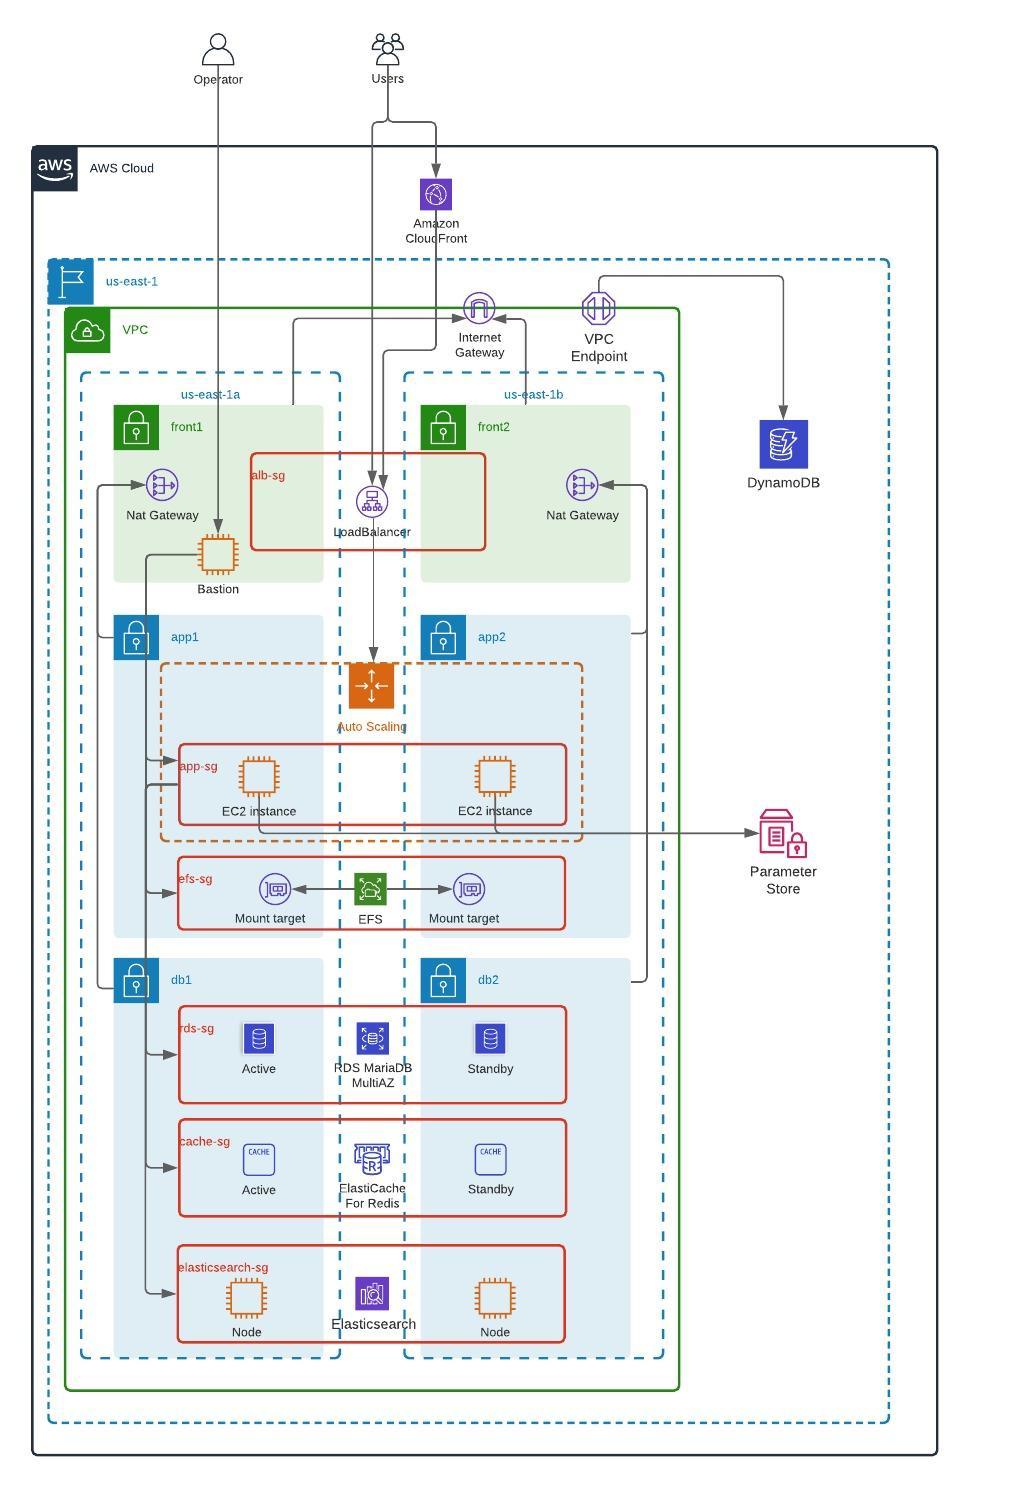 Operator
Users
aws
AWS Cloud
Amazon
CloudFront
us-east-1
VPC
Internet
Gateway
VPC
Endpoint
us-east-1a
us-east-1b
front1
front2
alb-sg
DynamoDB
Nat Gateway
LoadBalancer
Nat Gateway
Bastion
app1
app2
Auto Scaling
app-sg
EC2 instance
EC2 instance
Parameter
Store
efs-sg
Mount target
EFS
Mount target
db1
db2
rds-sg
Active
RDS MariaDB
MultiAZ
Standby
cache-sg
CACHE
CACHE
R
Active
ElastiCache
For Redis
Standby
elasticsearch-sg
Node
Elasticsearch
Node